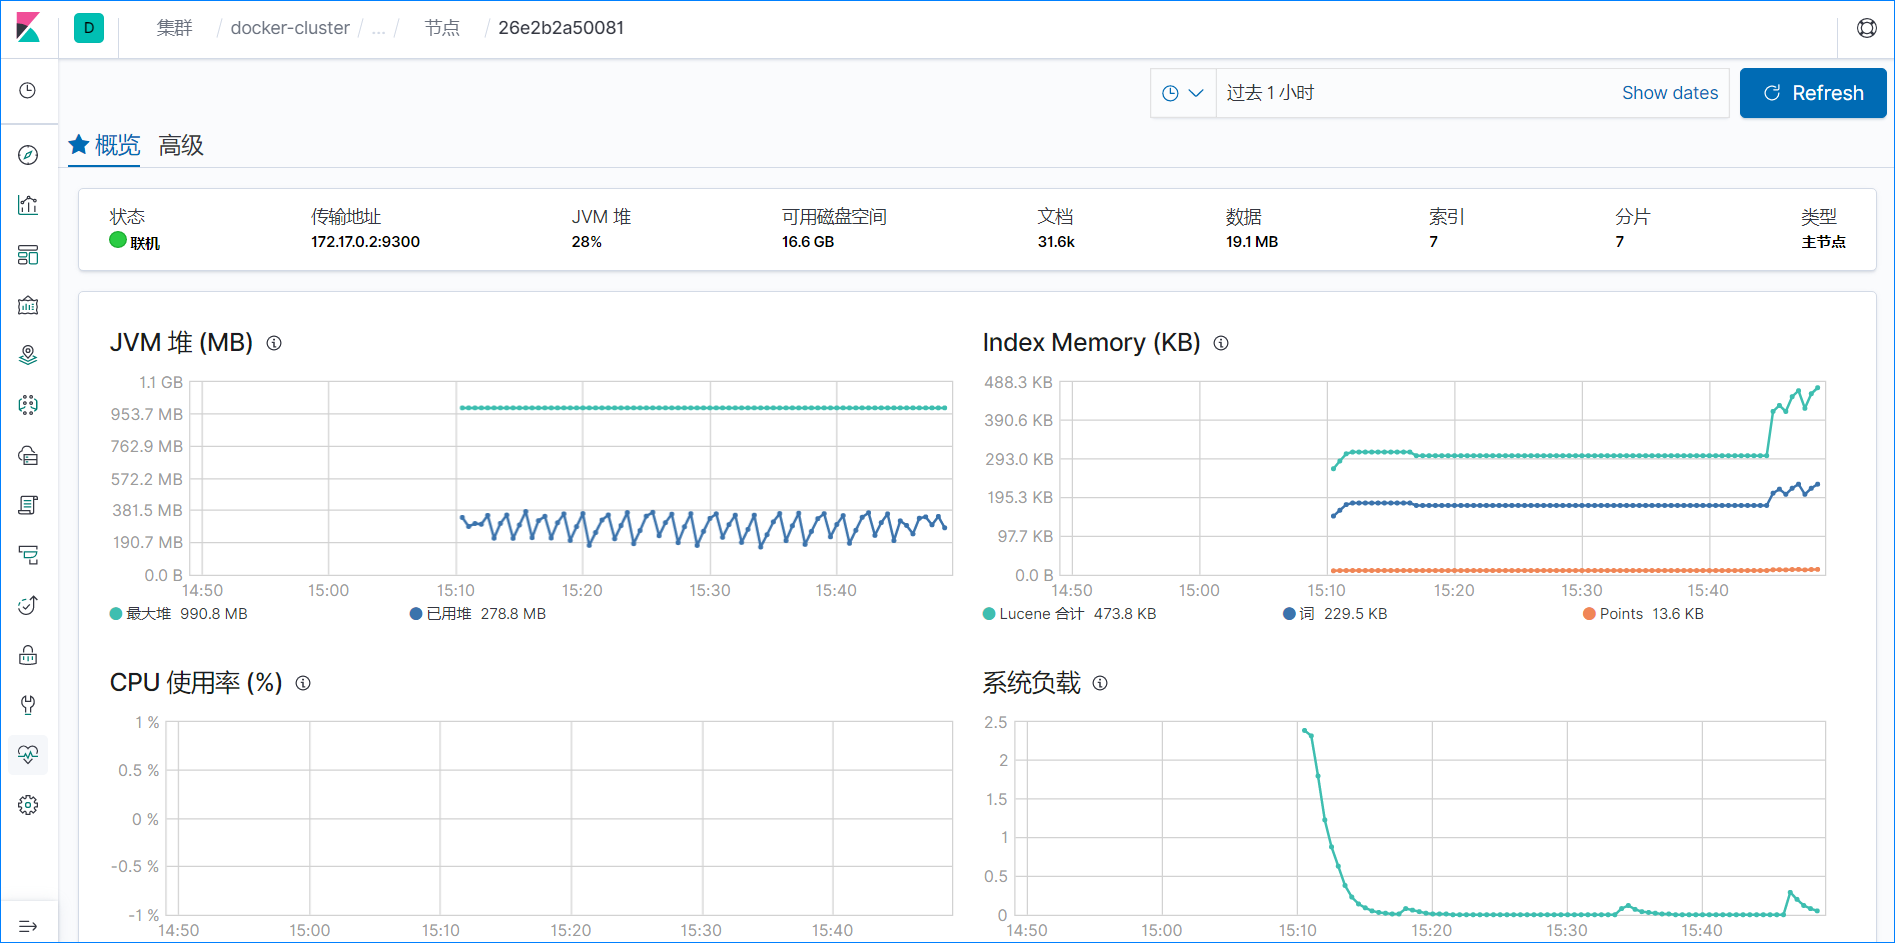 D 集群 / docker-cluster / ... / 节点 / 26e2b2a50081
过去 1 小时 Show dates Refresh
概览 高级
状态 传输地址 JVM 堆 可用磁盘空间 文档 数据 索引 分片 类型
联机 172.17.0.2:9300 28% 16.6 GB 31.6k 19.1 MB 7 7 主节点
JVM 堆 (MB)
1.1 GB
953.7 MB
762.9 MB
572.2 MB
381.5 MB
190.7 MB
0.0 B
14:50 15:00 15:10 15:20 15:30 15:40
最大堆 990.8 MB 已用堆 278.8 MB
Index Memory (KB)
488.3 KB
390.6 KB
293.0 KB
195.3 KB
97.7 KB
0.0 B
14:50 15:00 15:10 15:20 15:30 15:40
Lucene 合计 473.8 KB 词 229.5 KB Points 13.6 KB
CPU 使用率 (%)
1 %
0.5 %
0 %
-0.5 %
-1 %
14:50 15:00 15:10 15:20 15:30 15:40
系统负载
2.5
2
1.5
1
0.5
0
14:50 15:00 15:10 15:20 15:30 15:40